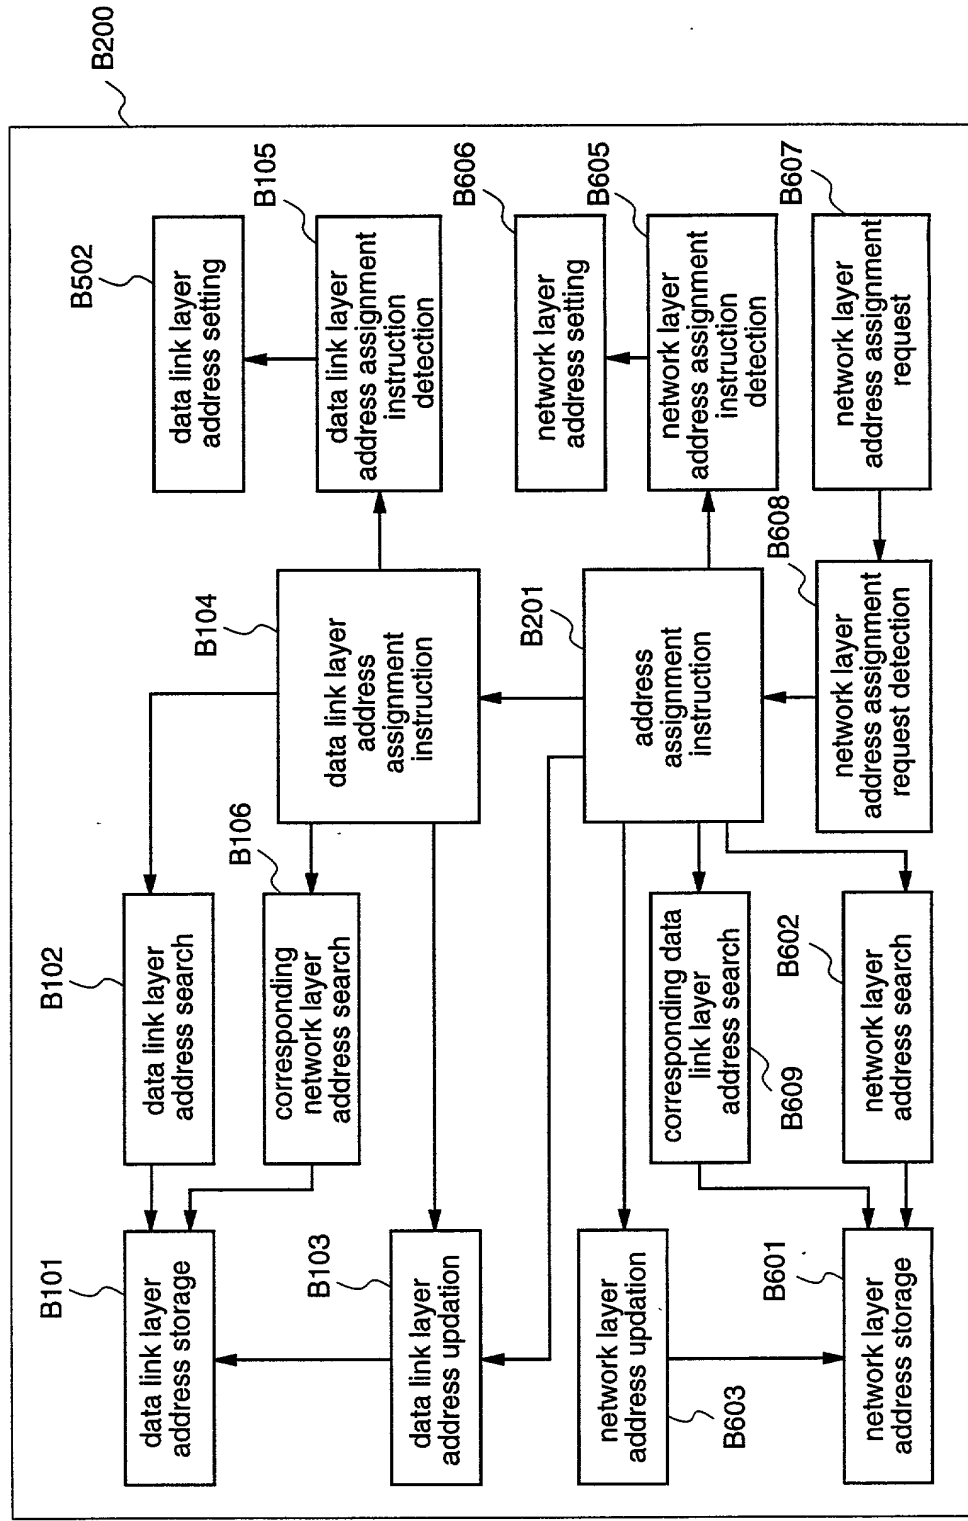 B200
B101
data link layer
address storage
B102
data link layer
address search
B502
data link layer
address setting
B104
data link layer
address
assignment
instruction
B105
data link layer
address assignment
instruction
detection
B106
corresponding
network layer
address search
B103
data link layer
address updation
B606
network layer
address setting
B201
address
assignment
instruction
B605
network layer
address assignment
instruction
detection
network layer
address updation
B603
corresponding data
link layer
address search
B609
B601
network layer
address storage
B602
network layer
address search
B608
network layer
address assignment
request detection
B607
network layer
address assignment
request